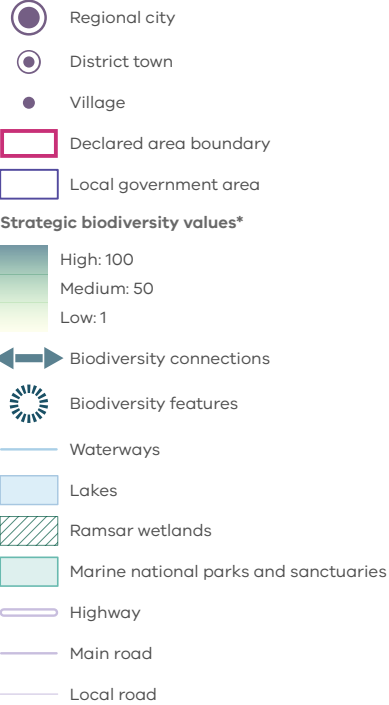 Regional city
District town
Village
Declared area boundary
Local government area
Strategic biodiversity values*
High: 100
Medium: 50
Low: 1
Biodiversity connections
Biodiversity features
Waterways
Lakes
Ramsar wetlands
Marine national parks and sanctuaries
Highway
Main road
Local road